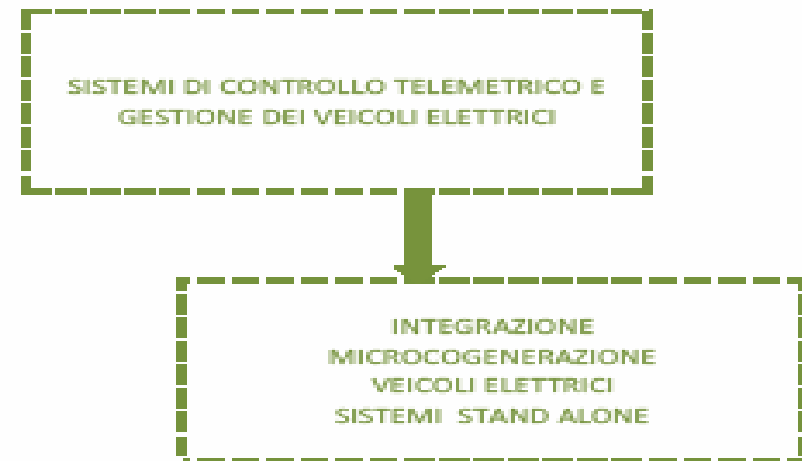 SISTEMI DI CONTROLLO TELEMETRICO E
GESTIONE DEI VEICOLI ELETTRICI
INTEGRAZIONE
MICROCOGENERAZIONE
VEICOLI ELETTRICI
SISTEMI STAND ALONE